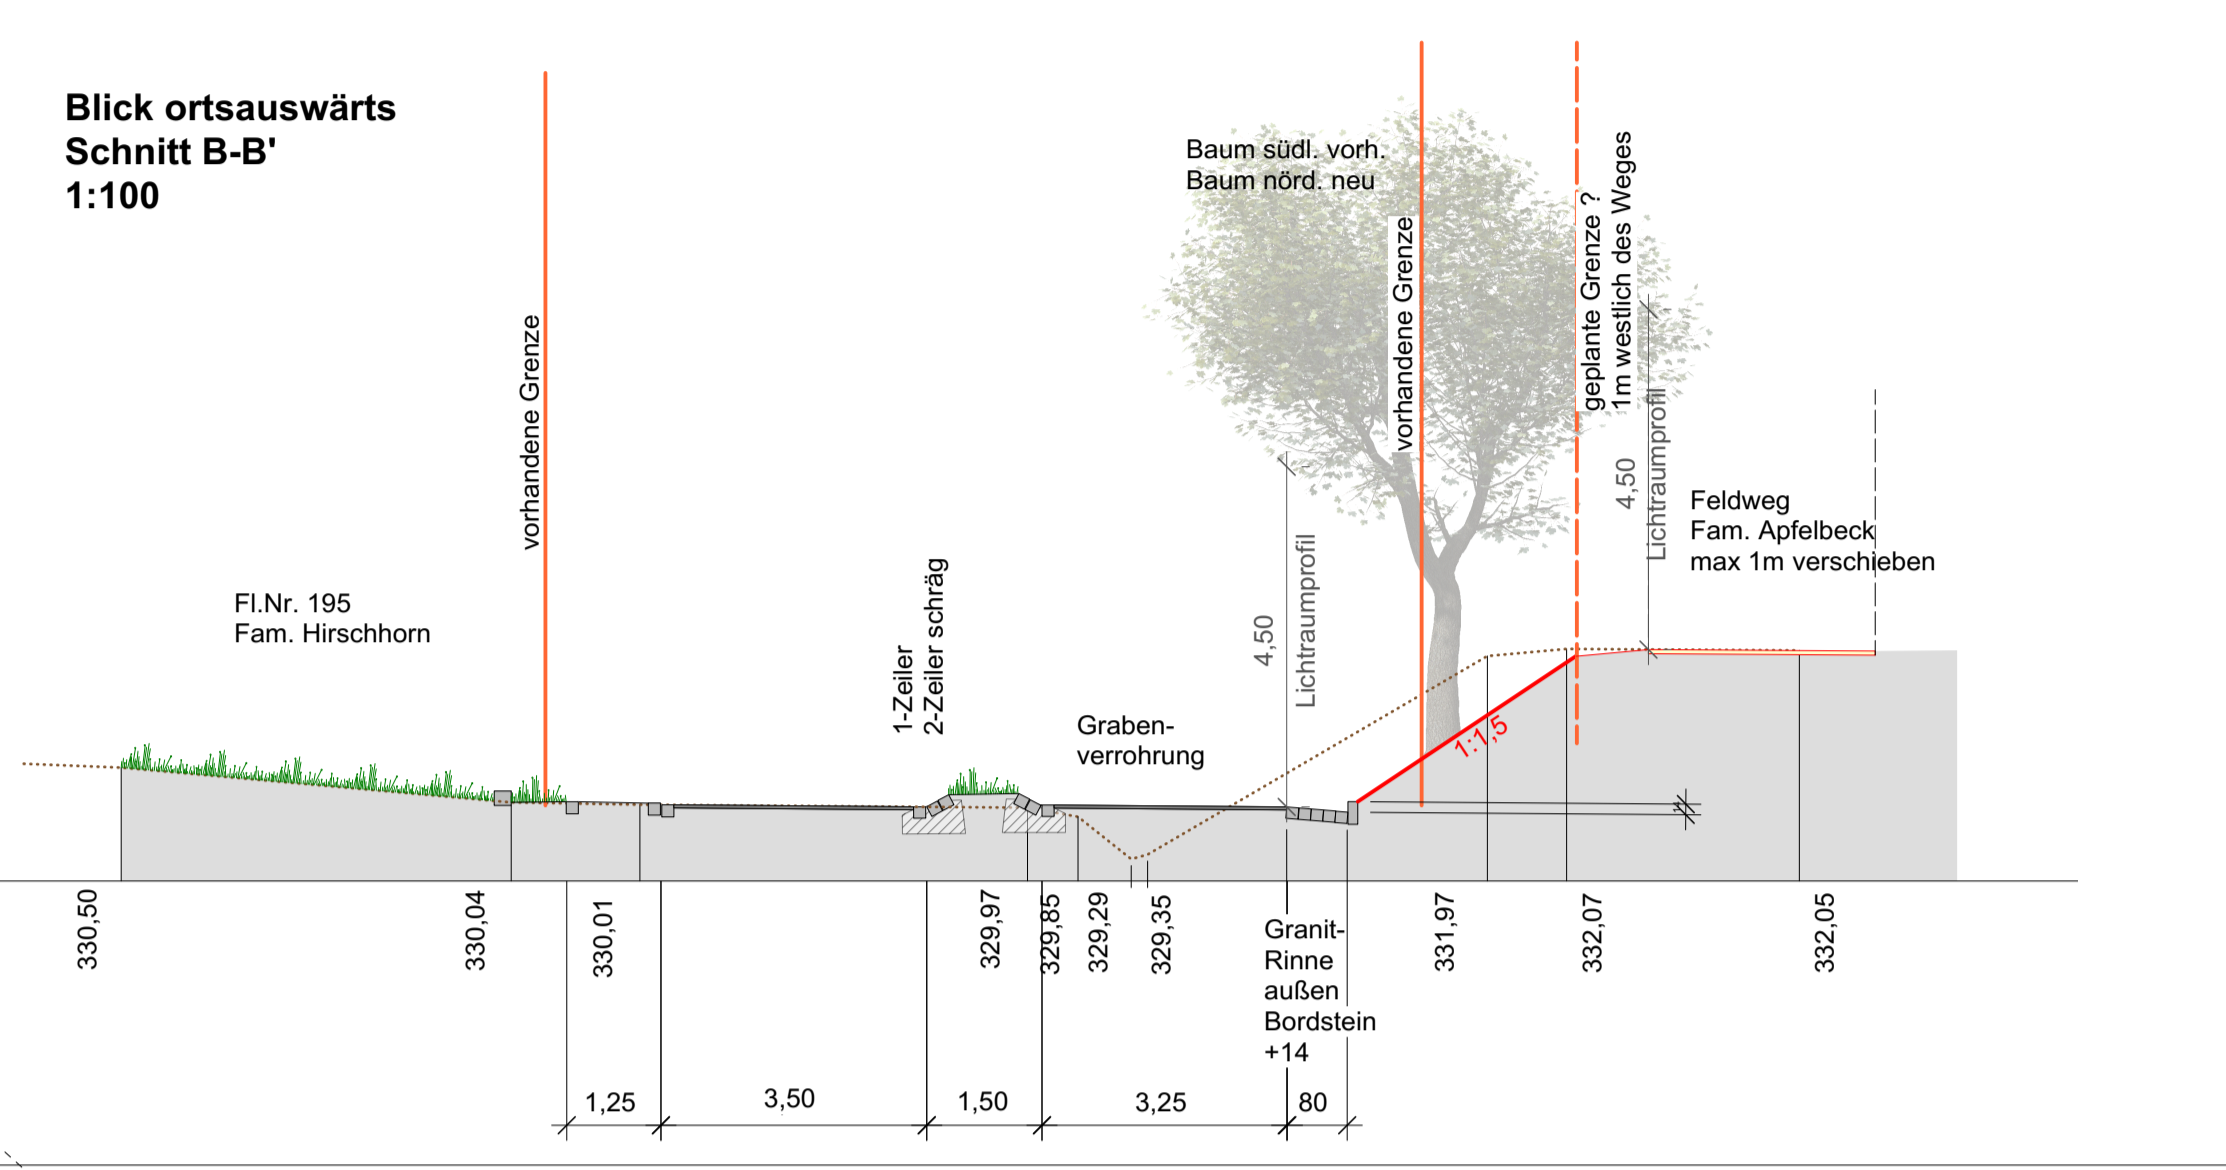 Blick ortsauswärts
Schnitt B-B'
1:100
Baum südl. vorh.
Baum nörd. neu
vorhandene Grenze
vorhandene Grenze
geplante Grenze ?
1m westlich des Weges
4,50
Lichtraumprofil
Feldweg
Fam. Apfelbeck
max 1m verschieben
Fl.Nr. 195
Fam. Hirschhorn
1-Zeiler
2-Zeiler schräg
4,50
Lichtraumprofil
Graben-
verrohrung
1:1,5
330,50
330,04
330,01
329,97
329,85
329,29
329,35
331,97
332,07
332,05
Granit-
Rinne
außen
Bordstein
+14
1,25
3,50
1,50
3,25
80